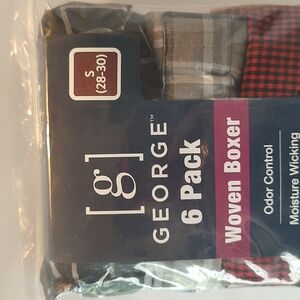 S
(28-30)
[g]
GEORGE™
6 Pack
Woven Boxer
Odor Control
Moisture Wicking